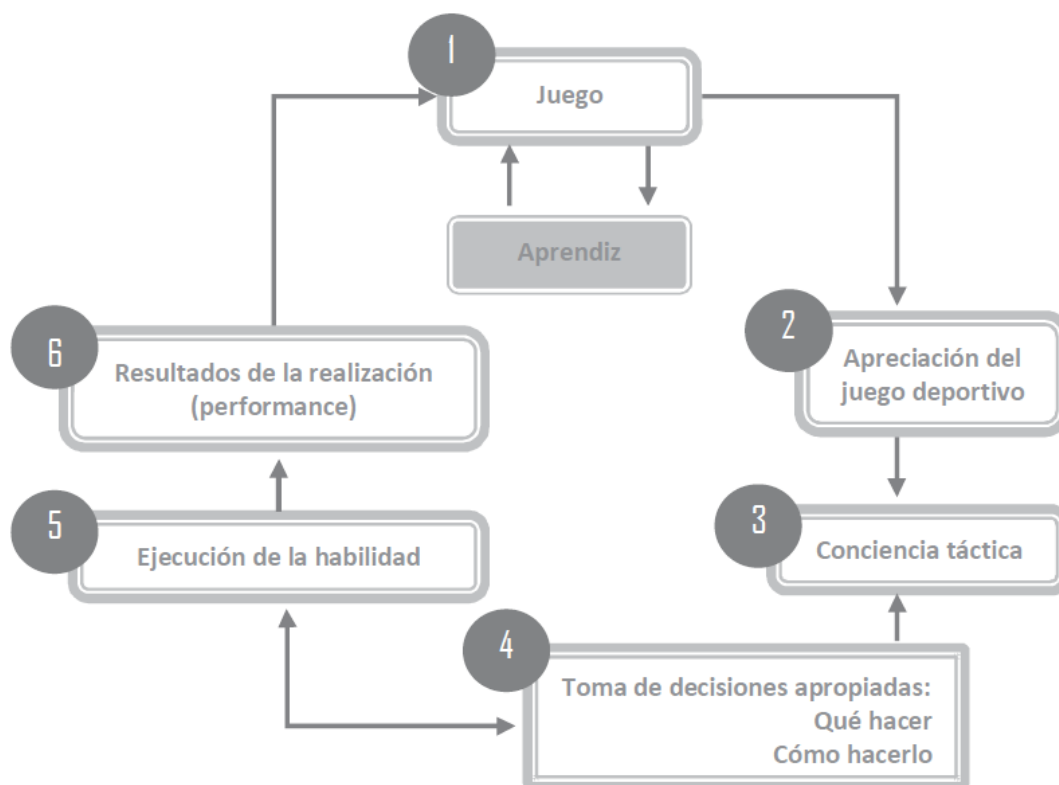 1
Juego
Aprendiz
2
Apreciación del
juego deportivo
3
Conciencia táctica
4
Toma de decisiones apropiadas:
Qué hacer
Cómo hacerlo
5
Ejecución de la habilidad
6
Resultados de la realización
(performance)